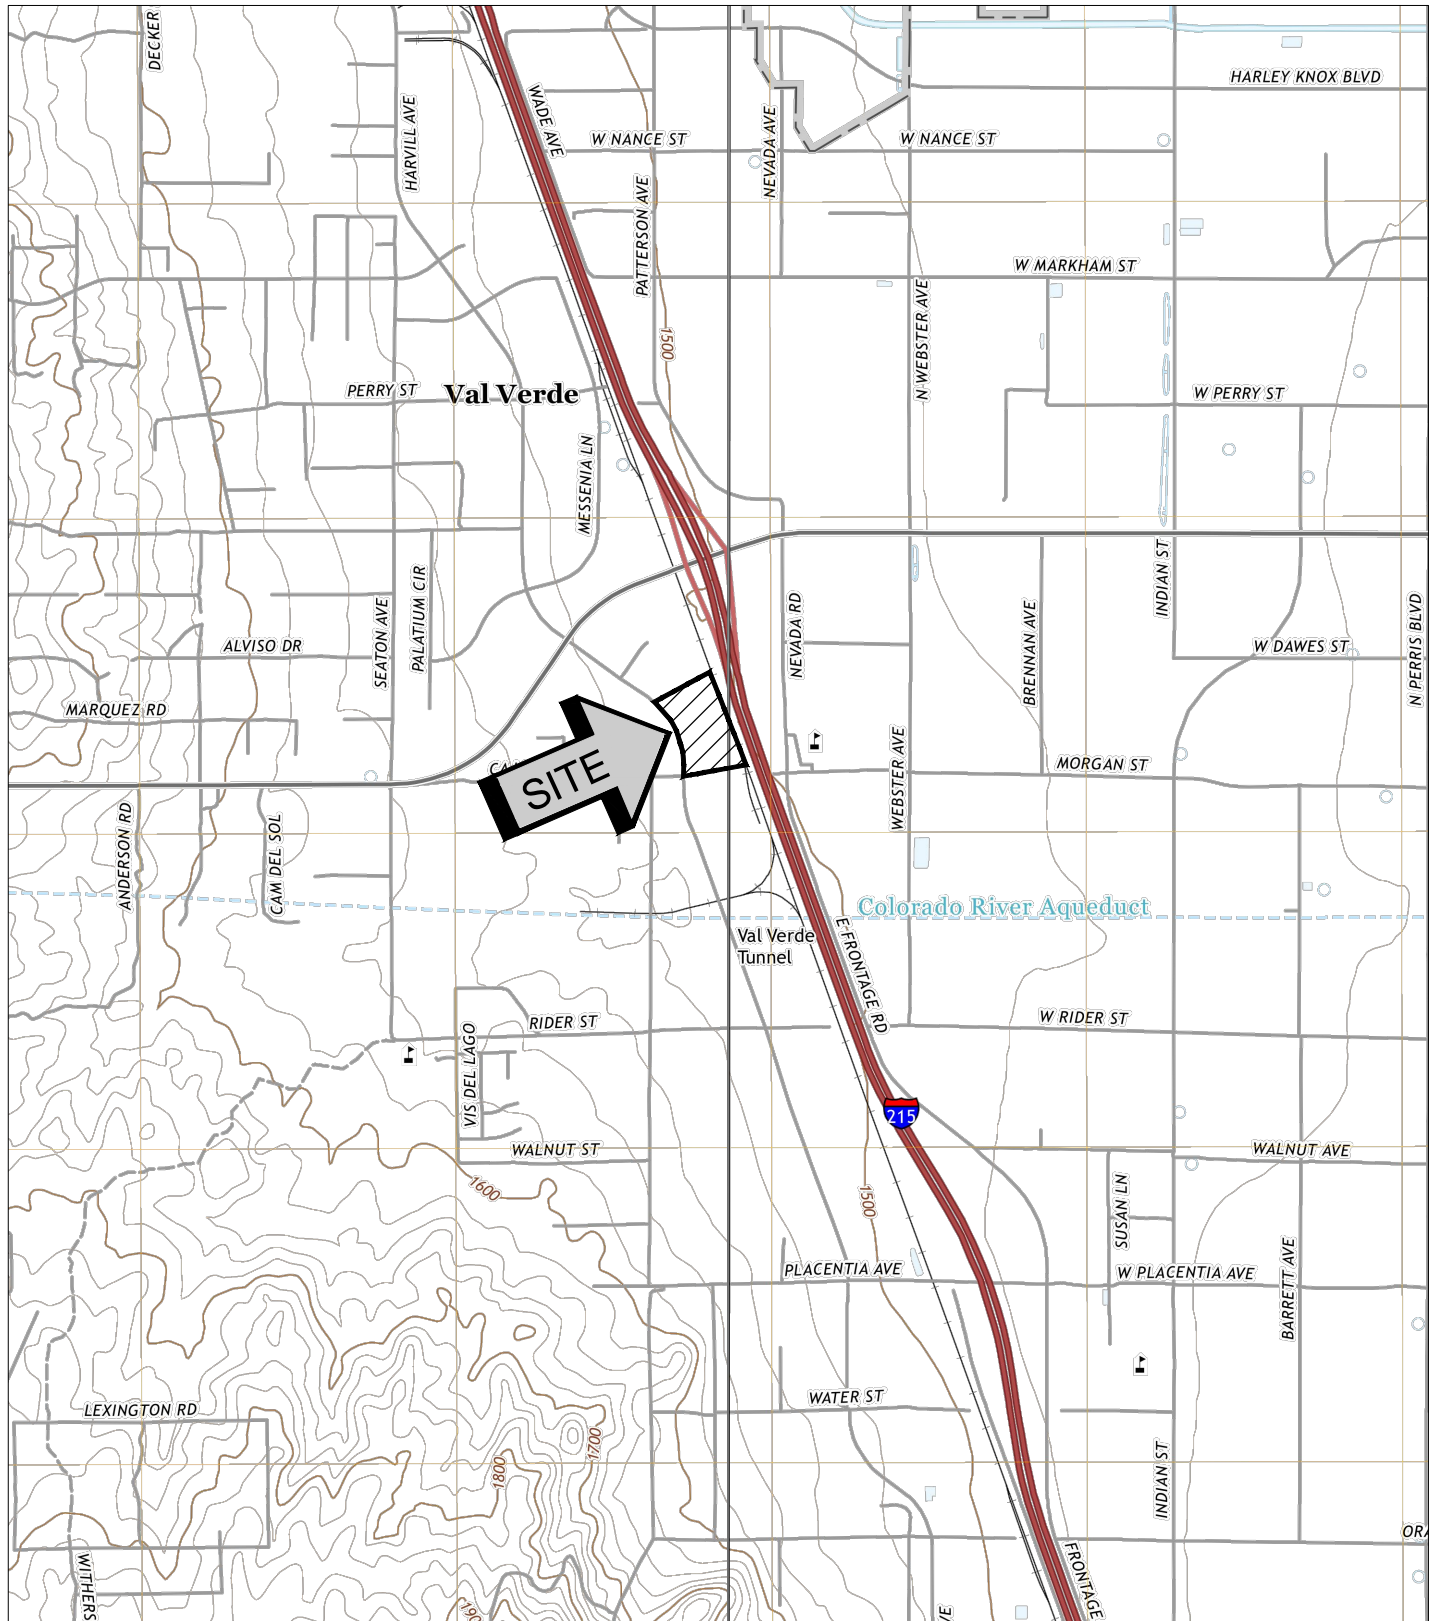 DECKER
HARLEY KNOX BLVD
HARVILL AVE
WADE AVE
W NANCE ST
NEVADA AVE
W NANCE ST
PATTERSON AVE
W MARKHAM ST
N WEBSTER AVE
1500
PERRY ST
Val Verde
W PERRY ST
MESSENIA LN
INDIAN ST
PALATIUM CIR
SEATON AVE
NEVADA RD
BRENNAN AVE
N PERRIS BLVD
ALVISO DR
W DAWES ST
MARQUEZ RD
SITE
WEBSTER AVE
MORGAN ST
ANDERSON RD
CAM DEL SOL
Colorado River Aqueduct
Val Verde
Tunnel
E FRONTAGE RD
RIDER ST
W RIDER ST
VIS DEL LAGO
215
WALNUT ST
WALNUT AVE
1600
1500
SUSAN LN
PLACENTIA AVE
W PLACENTIA AVE
BARRETT AVE
WATER ST
LEXINGTON RD
1700
1800
INDIAN ST
FRONTAGE
WITHERS